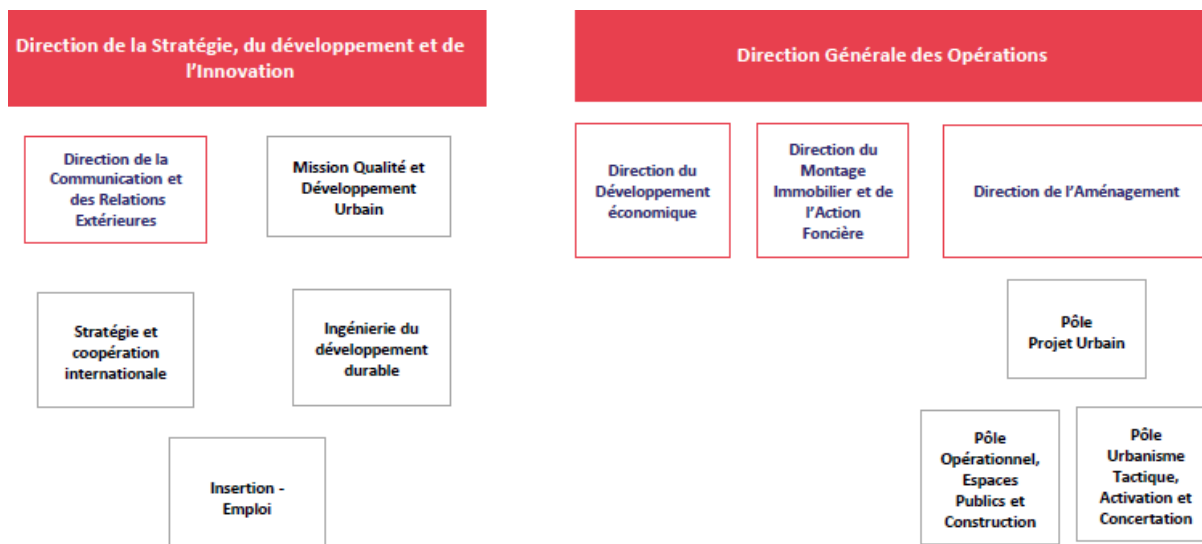 Direction de la Stratégie, du développement et de
l'Innovation
Direction Générale des Opérations
Direction de la
Communication et
des Relations
Extérieures
Mission Qualité et
Développement
Urbain
Direction du
Développement
économique
Direction du
Montage
Immobilier et de
l'Action
Foncière
Direction de l'Aménagement
Stratégie et
coopération
internationale
Ingénierie du
développement
durable
Pôle
Projet Urbain
Insertion -
Emploi
Pôle
Opérationnel,
Espaces
Publics et
Construction
Pôle
Urbanisme
Tactique,
Activation et
Concertation